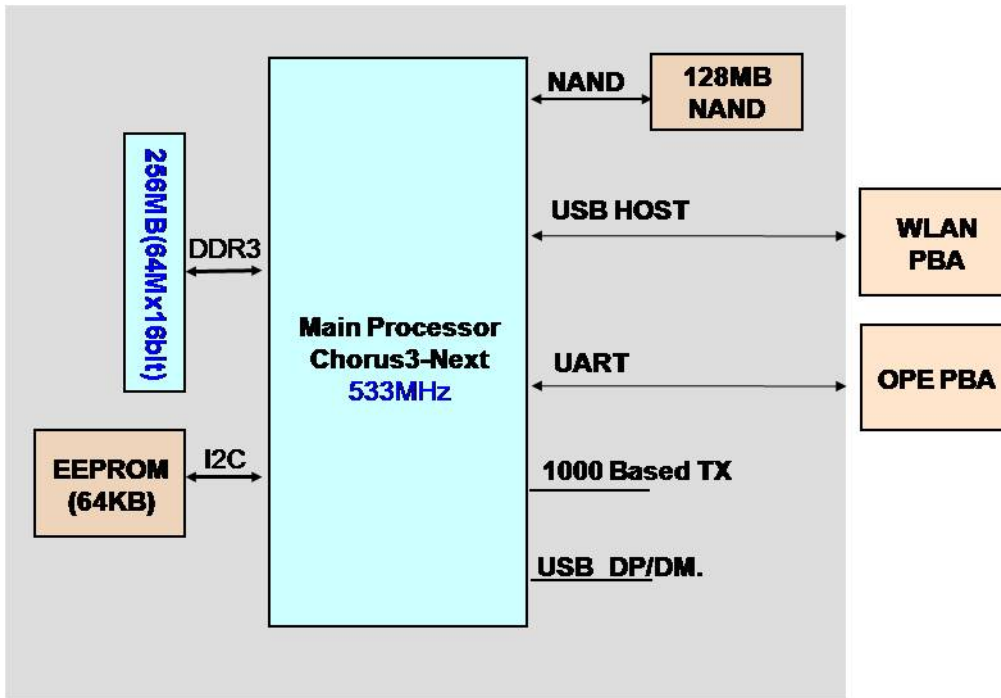 NAND
128MB
NAND
256MB(64Mx16bIt)
DDR3
USB HOST
WLAN
PBA
Main Processor
Chorus3-Next
533MHz
UART
OPE PBA
EEPROM
(64KB)
I2C
1000 Based TX
USB DP/DM.